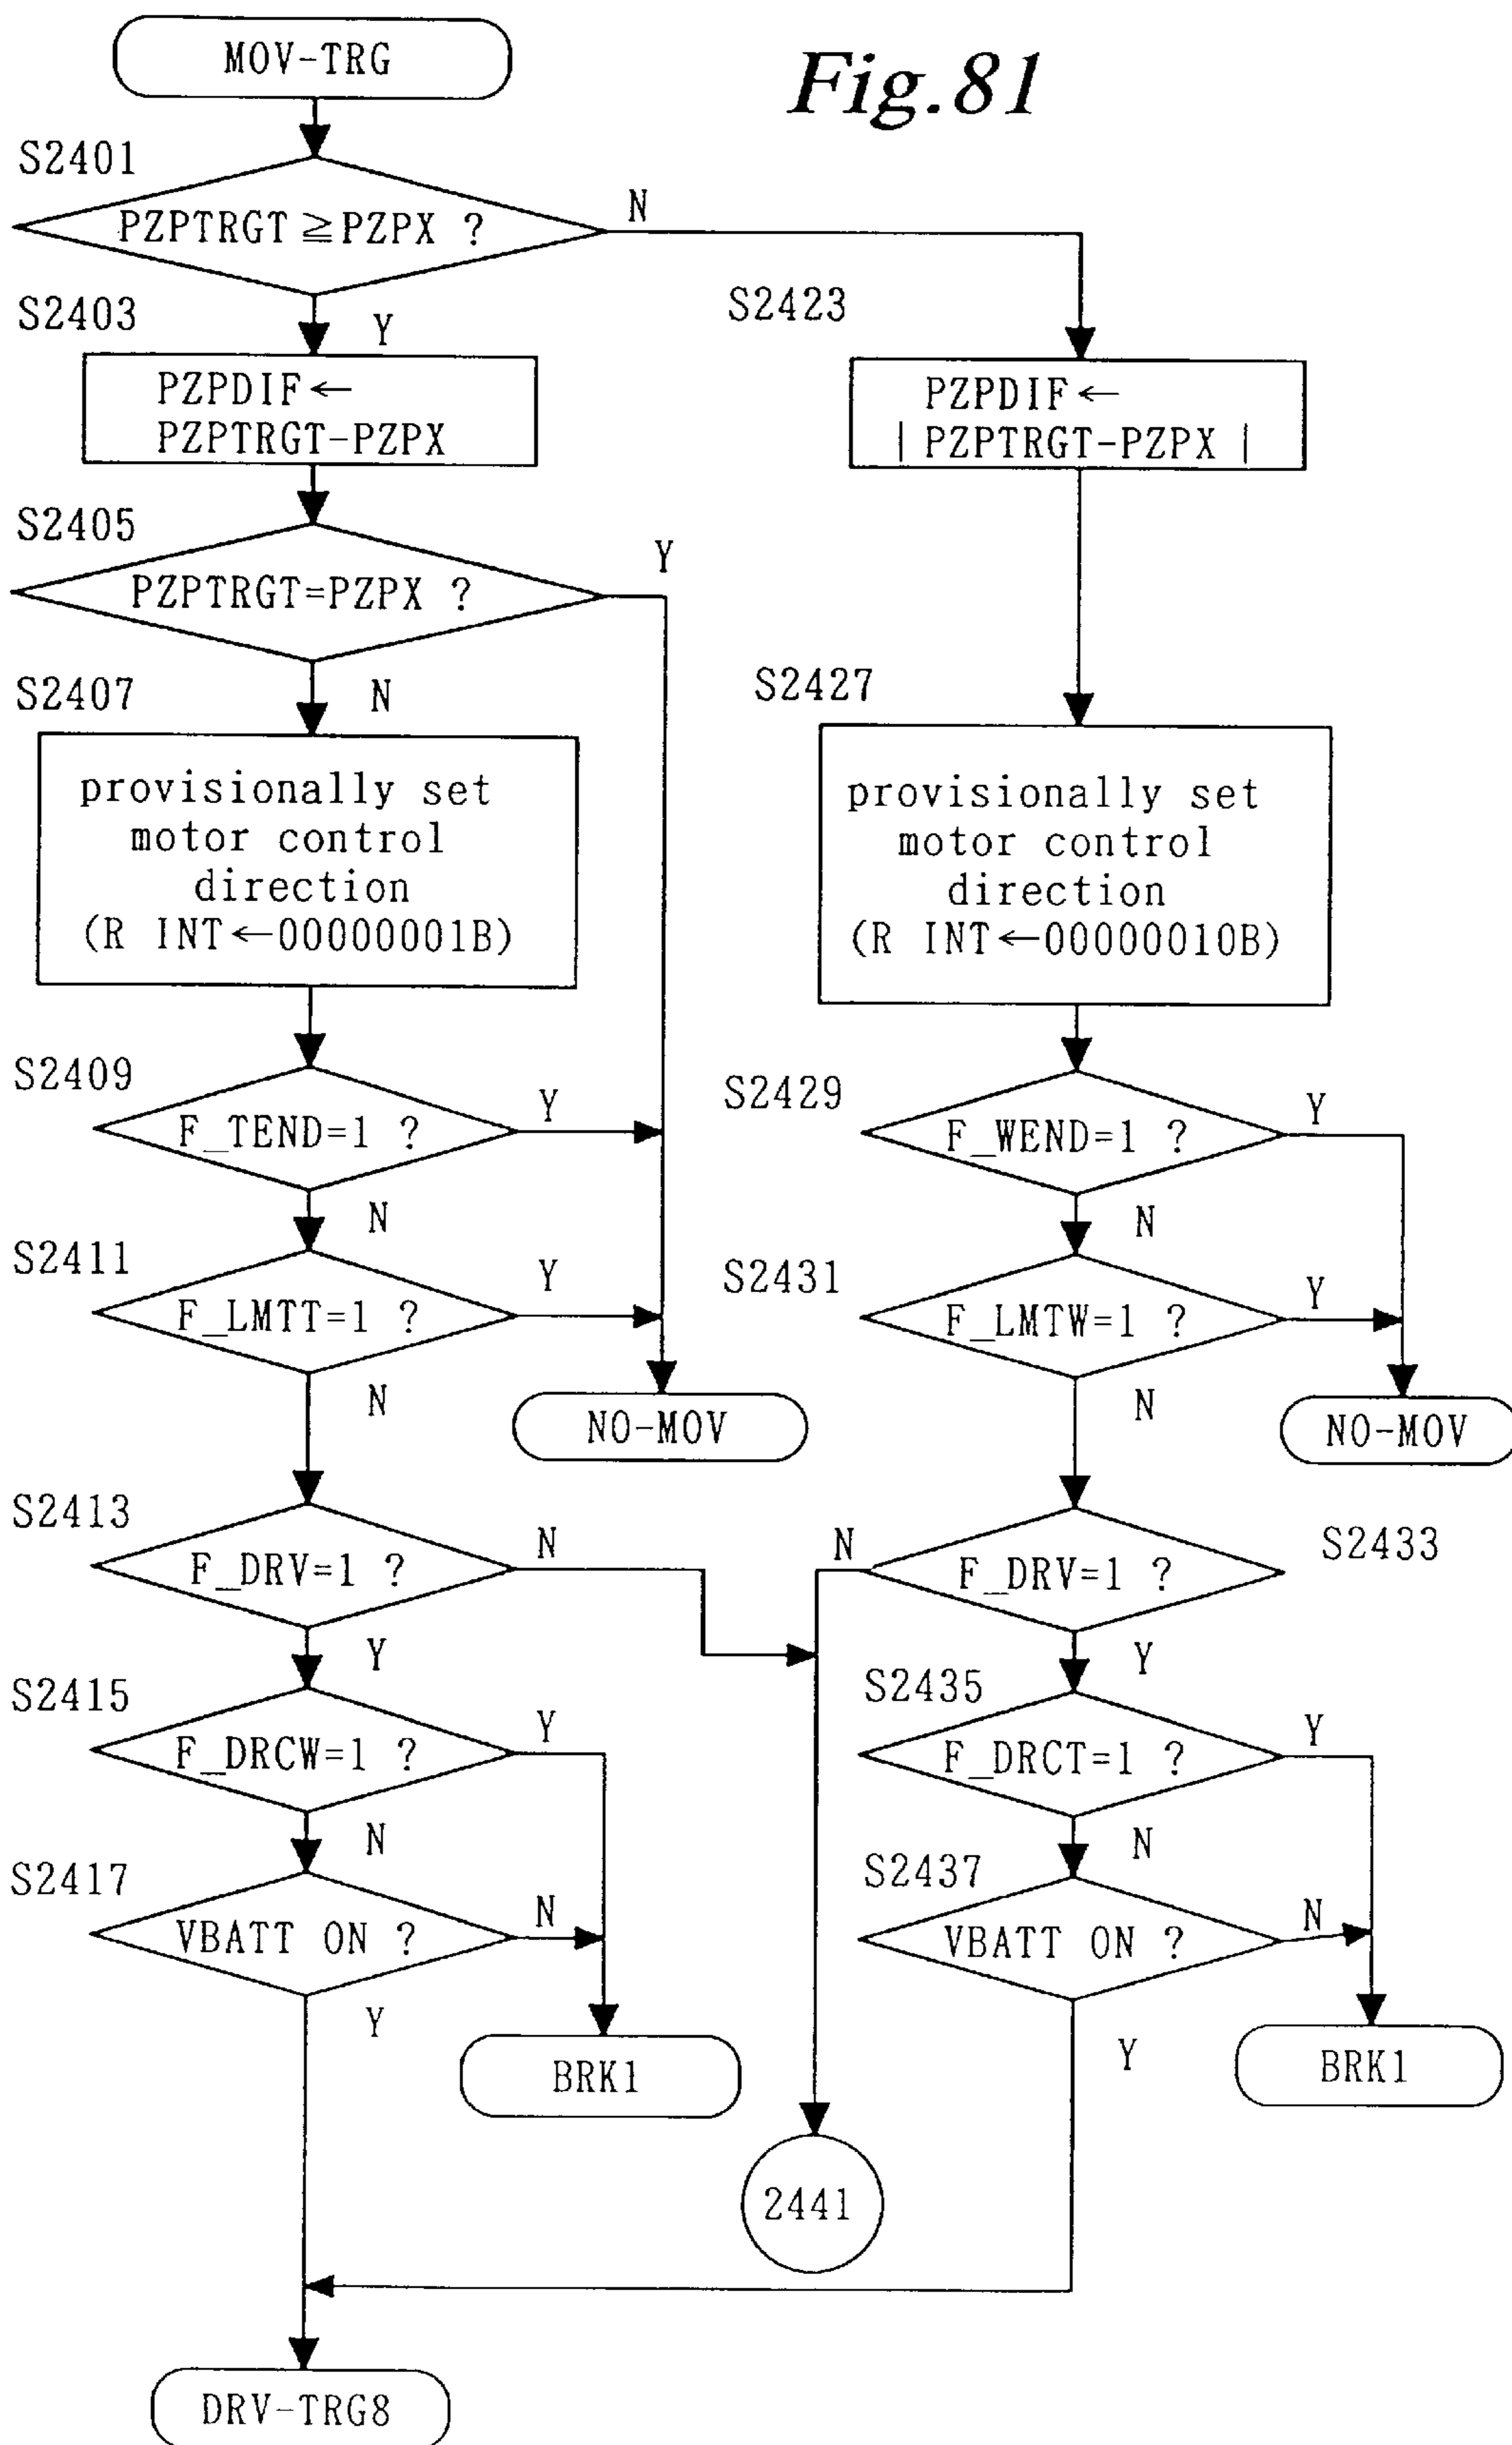 MOV-TRG
Fig.81
S2401
PZPTRGT≧PZPX ?
N
S2403
Y
S2423
PZPDIF←
PZPTRGT-PZPX
PZPDIF←
| PZPTRGT-PZPX |
S2405
PZPTRGT=PZPX ?
Y
S2407
N
S2427
provisionally set
motor control
direction
(R INT←00000001B)
provisionally set
motor control
direction
(R INT←00000010B)
S2409
F_TEND=1 ?
Y
N
S2429
F_WEND=1 ?
Y
N
S2411
F_LMTT=1 ?
Y
N
S2431
F_LMTW=1 ?
Y
N
NO-MOV
NO-MOV
S2413
F_DRV=1 ?
N
Y
N
F_DRV=1 ?
S2433
Y
S2415
F_DRCW=1 ?
Y
N
S2435
F_DRCT=1 ?
Y
N
S2417
VBATT ON ?
N
Y
S2437
VBATT ON ?
N
Y
BRK1
BRK1
2441
DRV-TRG8